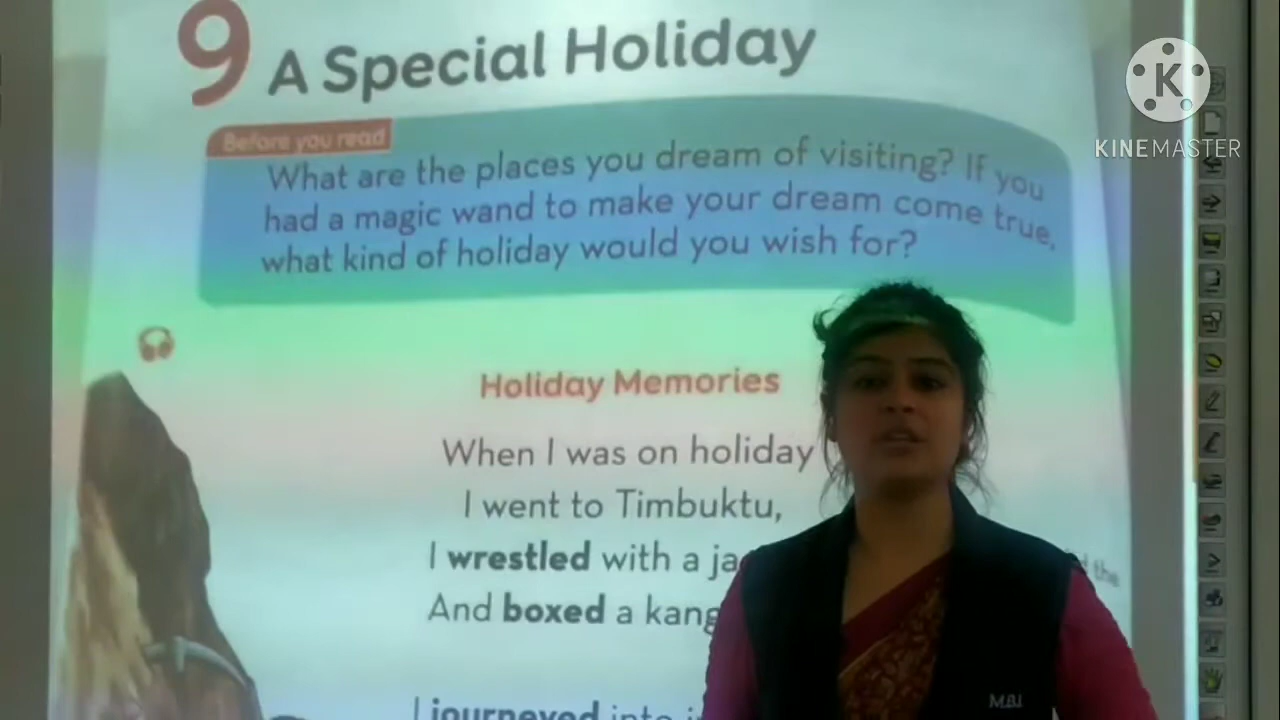 9 A Special Holiday
Before you read
What are the places you dream of visiting? If you
had a magic wand to make your dream come true,
what kind of holiday would you wish for?
Holiday Memories
When I was on holiday
I went to Timbuktu,
I wrestled with a
And boxed a
I journeyed into
K
KINEMASTER
M.B.I.